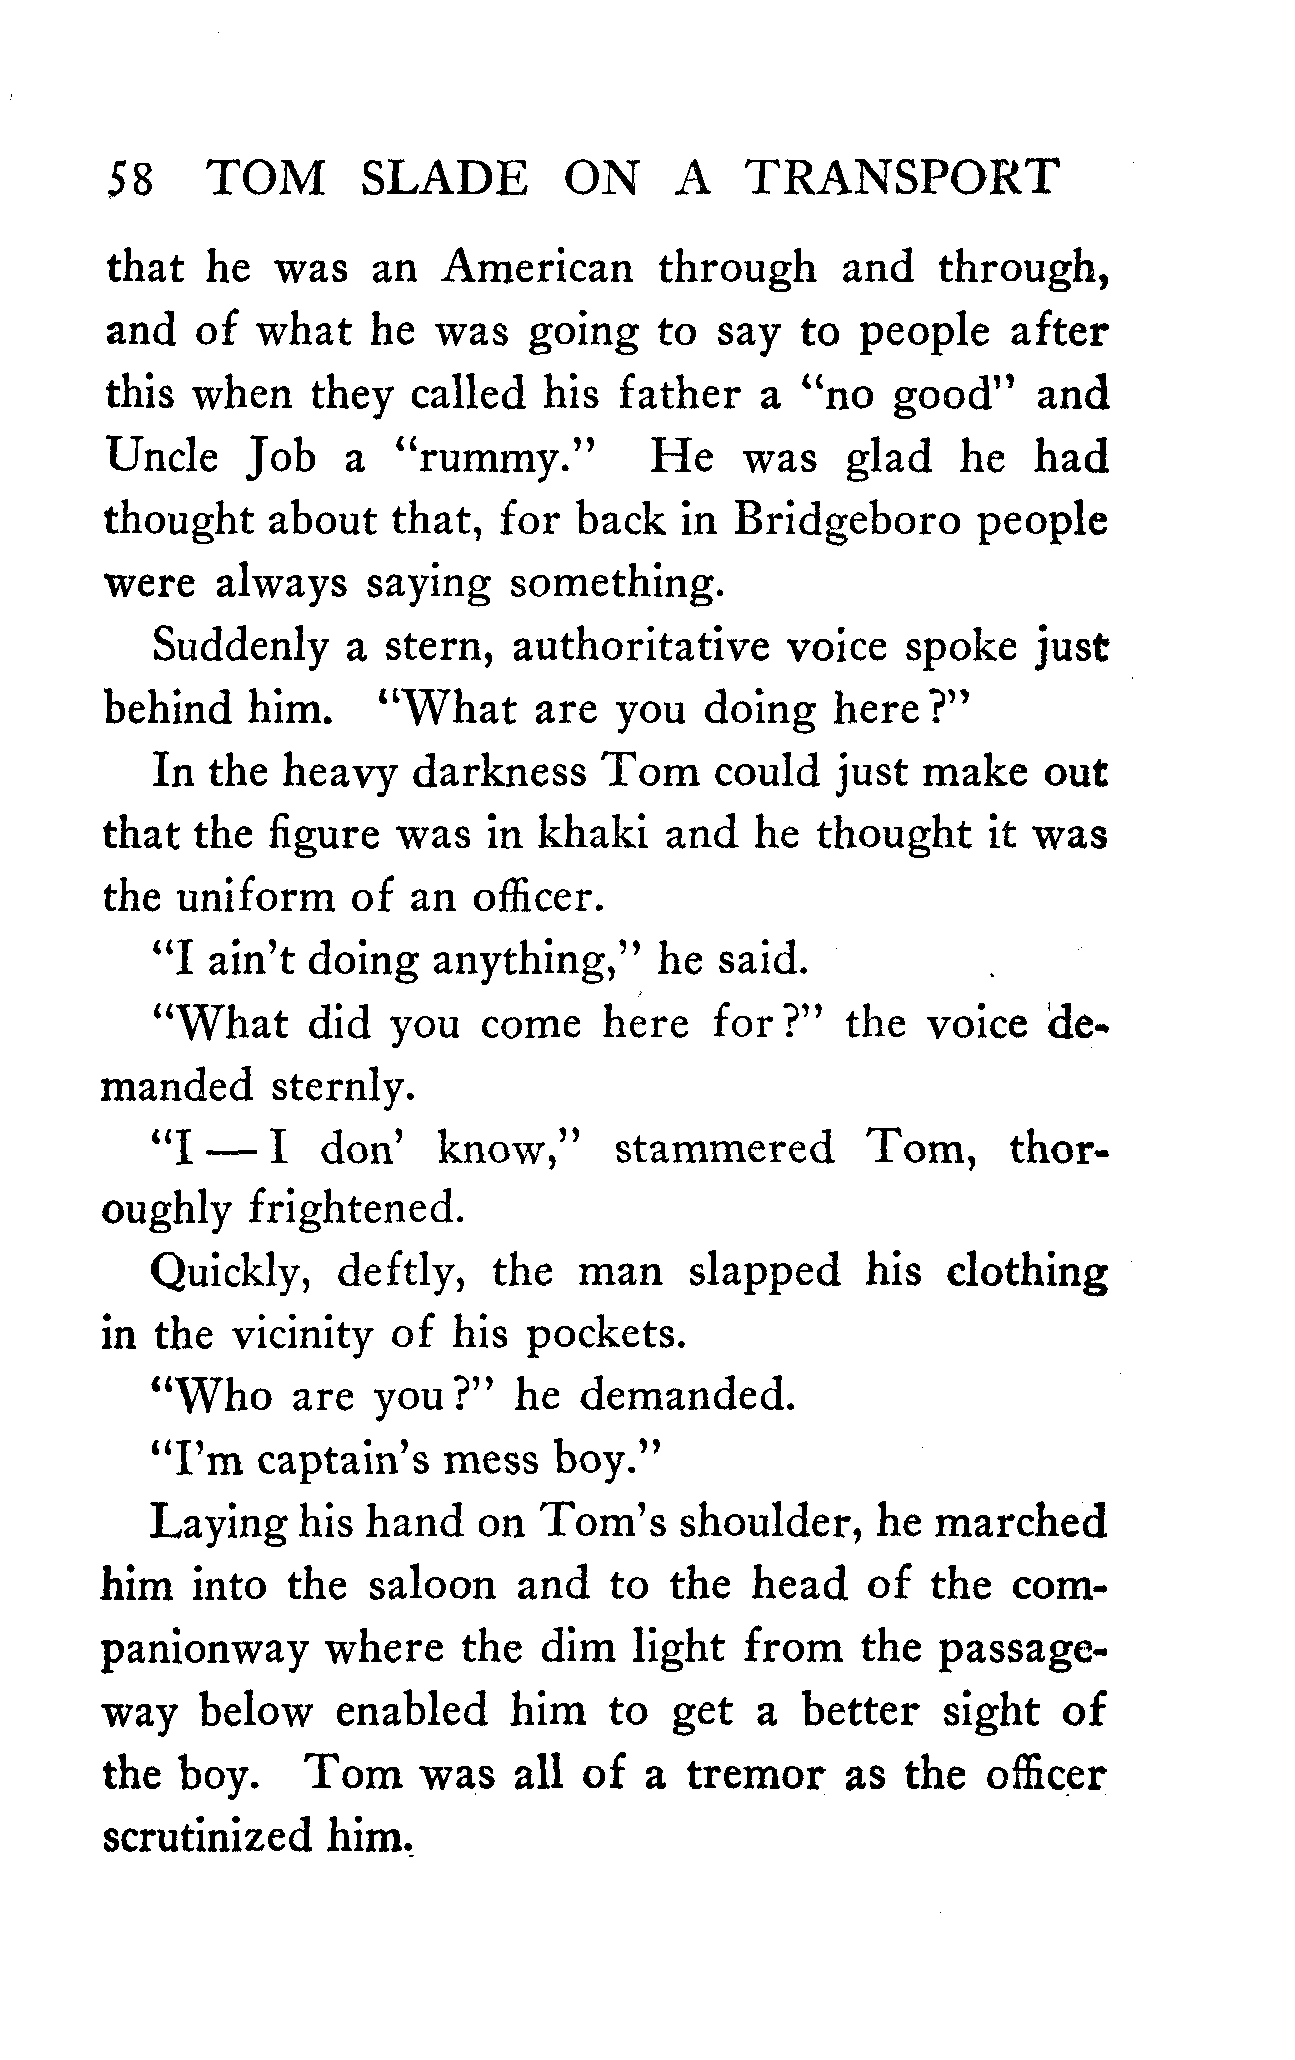 58 TOM SLADE ON A TRANSPORT
that he was an American through and through,
and of what he was going to say to people after
this when they called his father a "no good" and
Uncle Job a "rummy." He was glad he had
thought about that, for back in Bridgeboro people
were always saying something.
Suddenly a stern, authoritative voice spoke just
behind him. "What are you doing here?"
In the heavy darkness Tom could just make out
that the figure was in khaki and he thought it was
the uniform of an officer.
"I ain't doing anything," he said.
"What did you come here for?" the voice de-
manded sternly.
"I—I don' know," stammered Tom, thor-
oughly frightened.
Quickly, deftly, the man slapped his clothing
in the vicinity of his pockets.
"Who are you?" he demanded.
"I'm captain's mess boy."
Laying his hand on Tom's shoulder, he marched
him into the saloon and to the head of the com-
panionway where the dim light from the passage-
way below enabled him to get a better sight of
the boy. Tom was all of a tremor as the officer
scrutinized him.